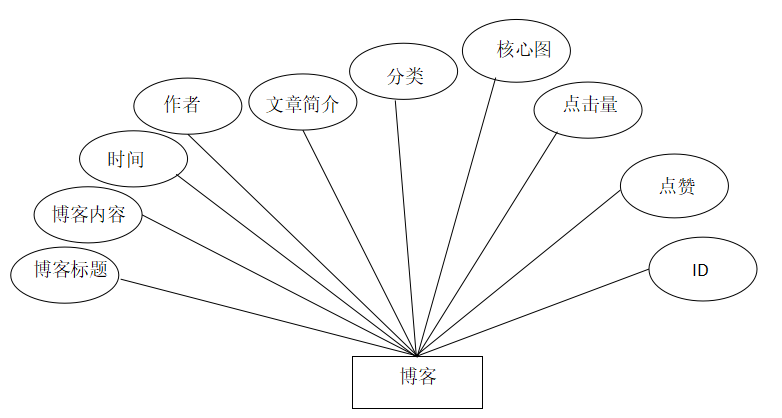 核心图
分类
点击量
作者
文章简介
时间
点赞
博客内容
博客标题
ID
博客